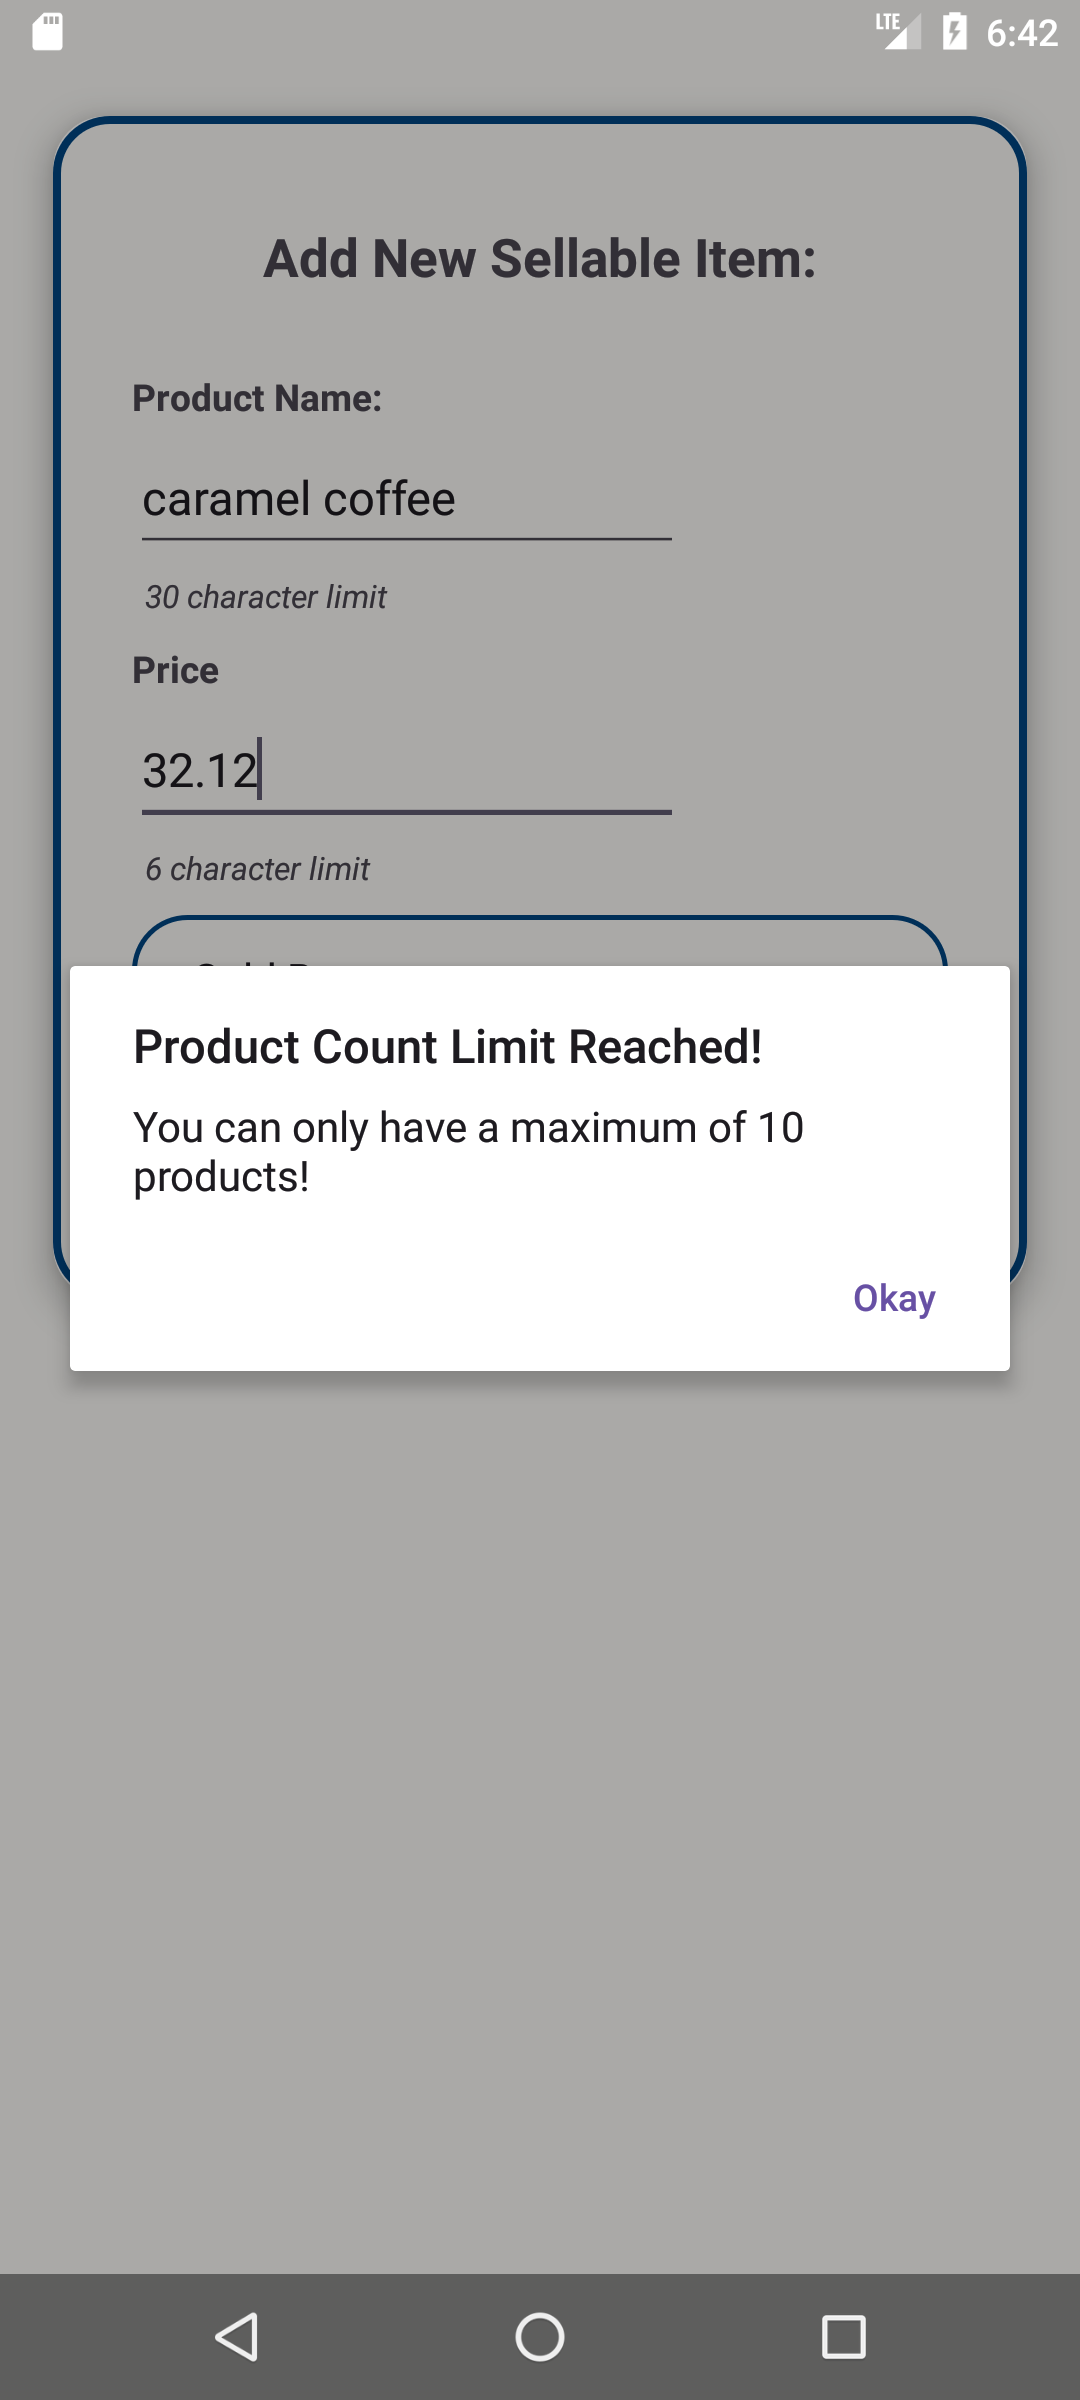 LTE 6:42
Add New Sellable Item:
Product Name:
caramel coffee
30 character limit
Price
32.12
6 character limit
Product Count Limit Reached!
You can only have a maximum of 10
products!
Okay